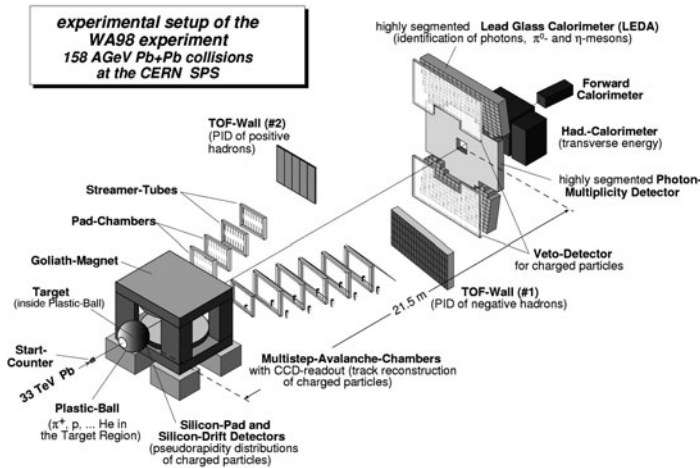 experimental setup of the
WA98 experiment
158 AGeV Pb+Pb collisions
at the CERN SPS
highly segmented Lead Glass Calorimeter (LEDA)
(identification of photons, π⁰- and η-mesons)
Forward
Calorimeter
TOF-Wall (#2)
(PID of positive
hadrons)
Had.-Calorimeter
(transverse energy)
Streamer-Tubes
highly segmented Photon-
Multiplicity Detector
Pad-Chambers
Goliath-Magnet
Veto-Detector
for charged particles
Target
(inside Plastic-Ball)
21.5 m
TOF-Wall (#1)
(PID of negative hadrons)
Start-
Counter
33 TeV Pb
Multistep-Avalanche-Chambers
with CCD-readout (track reconstruction
of charged particles)
Plastic-Ball
(π⁺, p, ... He in
the Target Region)
Silicon-Pad and
Silicon-Drift Detectors
(pseudorapidity distributions
of charged particles)